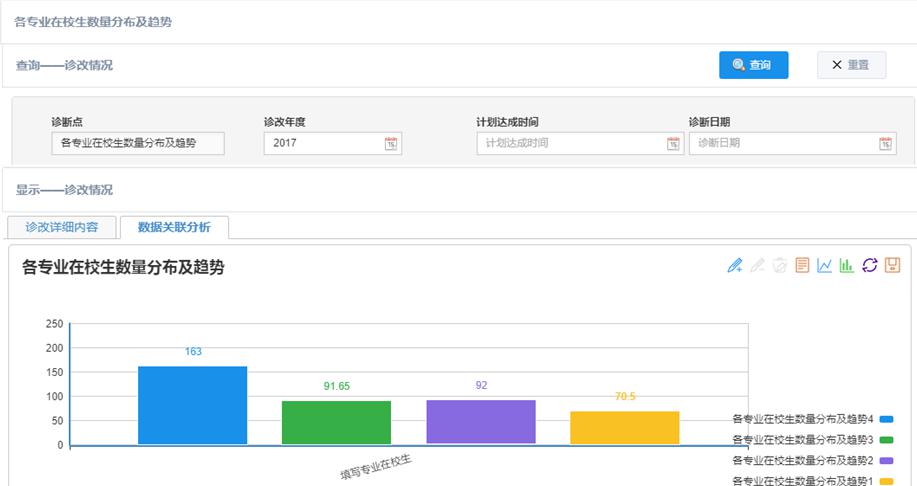 各专业在校生数量分布及趋势
查询——诊改情况
查询
重置
诊断点
诊改年度
计划达成时间
诊断日期
各专业在校生数量分布及趋势
2017
计划达成时间
诊断日期
显示——诊改情况
诊改详细内容
数据关联分析
各专业在校生数量分布及趋势
250
200
150
100
50
0
163
91.65
92
70.5
填写专业在校生
各专业在校生数量分布及趋势4
各专业在校生数量分布及趋势3
各专业在校生数量分布及趋势2
各专业在校生数量分布及趋势1